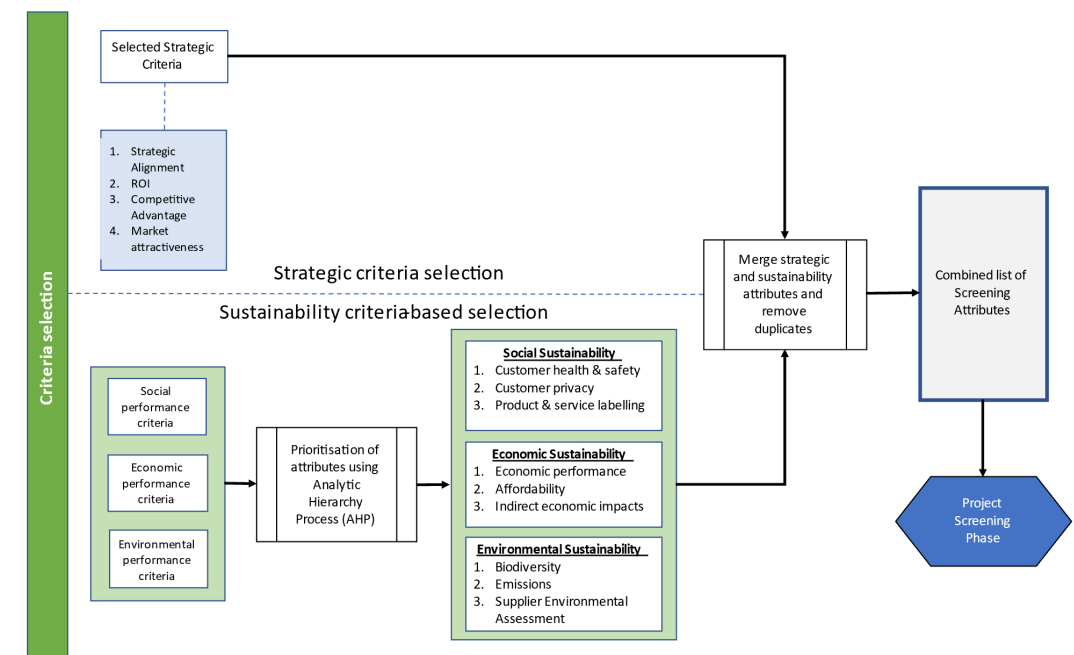 Criteria selection
Selected Strategic
Criteria
1. Strategic
Alignment
2. ROI
3. Competitive
Advantage
4. Market
attractiveness
Strategic criteria selection
Sustainability criteria-based selection
Social
performance
criteria
Economic
performance
criteria
Environmental
performance
criteria
Prioritisation of
attributes using
Analytic
Hierarchy
Process (AHP)
Social Sustainability
1. Customer health & safety
2. Customer privacy
3. Product & service labelling
Economic Sustainability
1. Economic performance
2. Affordability
3. Indirect economic impacts
Environmental Sustainability
1. Biodiversity
2. Emissions
3. Supplier Environmental
Assessment
Merge strategic
and sustainability
attributes and
remove
duplicates
Combined list of
Screening
Attributes
Project
Screening
Phase